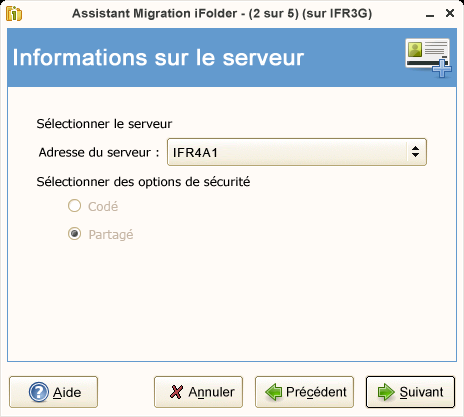 Assistant Migration iFolder - (2 sur 5) (sur IFR3G)
Informations sur le serveur
Sélectionner le serveur
Adresse du serveur : IFR4A1
Sélectionner des options de sécurité
Codé
Partagé
Aide Annuler Précédent Suivant